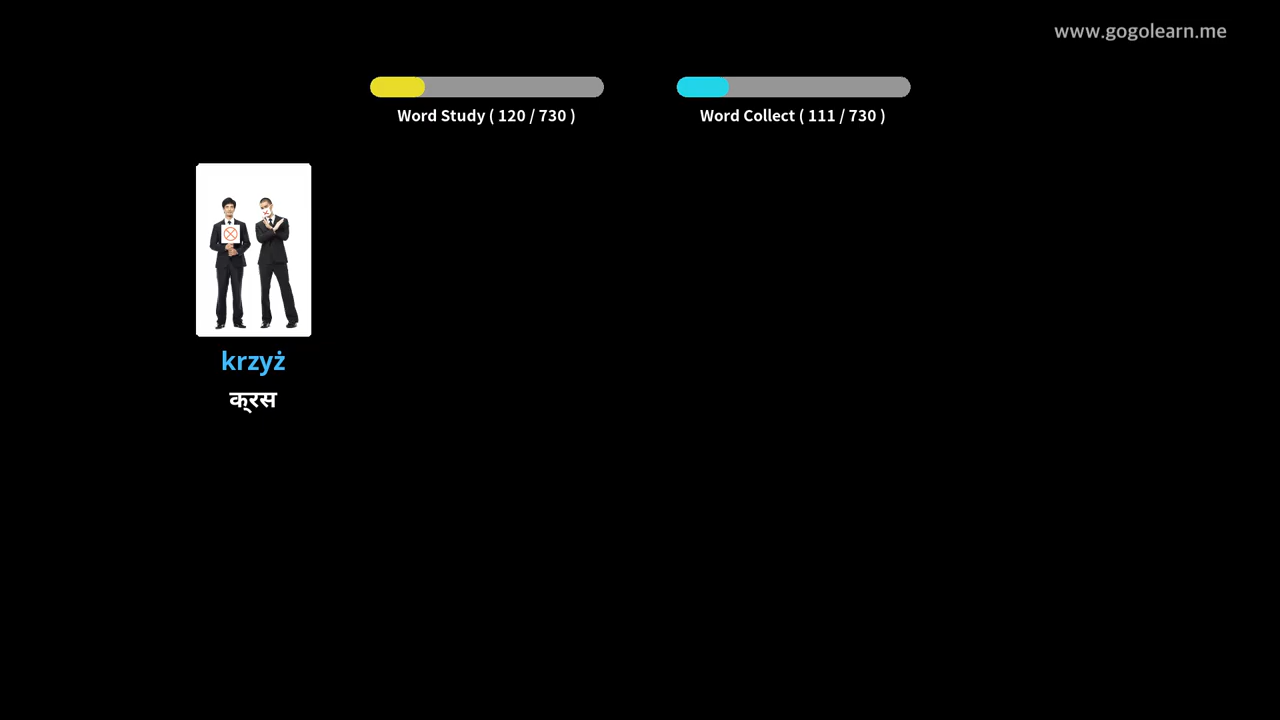 www.gogolearn.me
Word Study ( 120 / 730 )
Word Collect ( 111 / 730 )
krzyż
क्रस